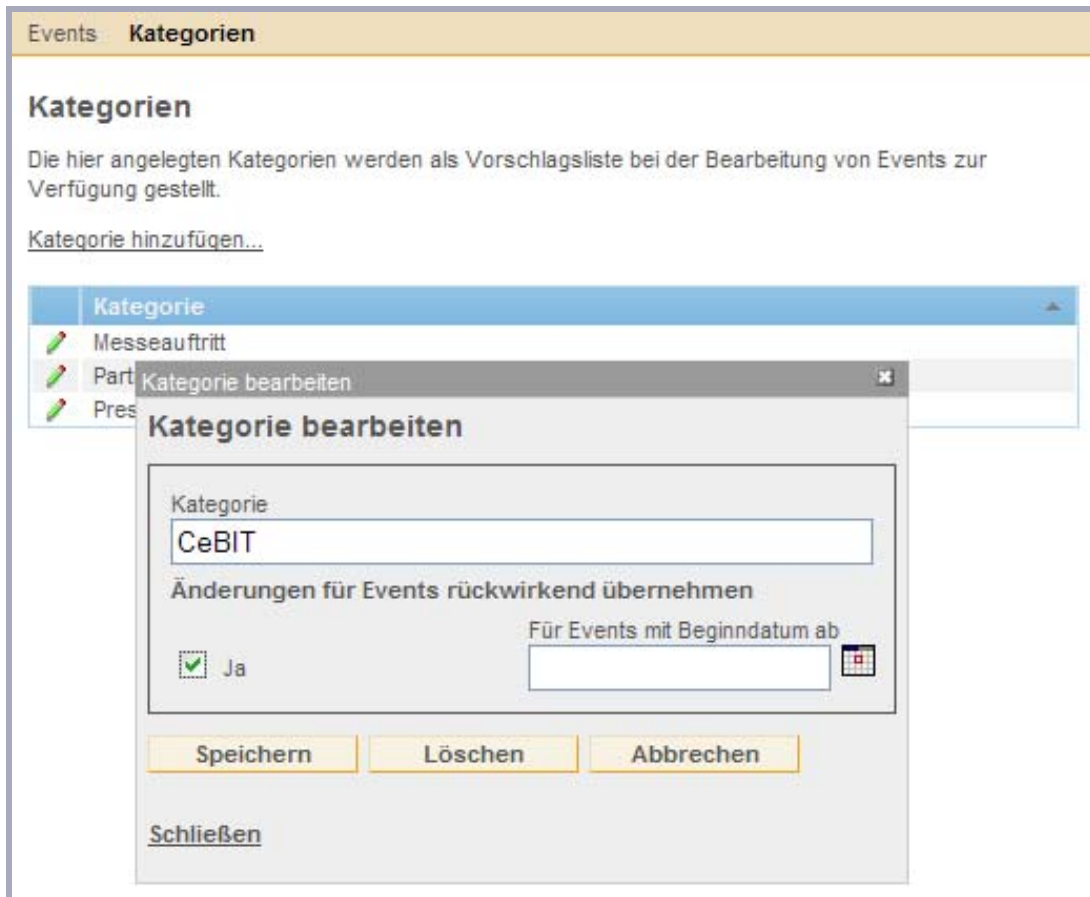 Events Kategorien
Kategorien
Die hier angelegten Kategorien werden als Vorschlagsliste bei der Bearbeitung von Events zur
Verfügung gestellt.
Kategorie hinzufügen...
Kategorie
Messeauftritt
Part
Pres
Kategorie bearbeiten
Kategorie bearbeiten
Kategorie
CeBIT
Änderungen für Events rückwirkend übernehmen
Für Events mit Beginndatum ab
Ja
Speichern Löschen Abbrechen
Schließen